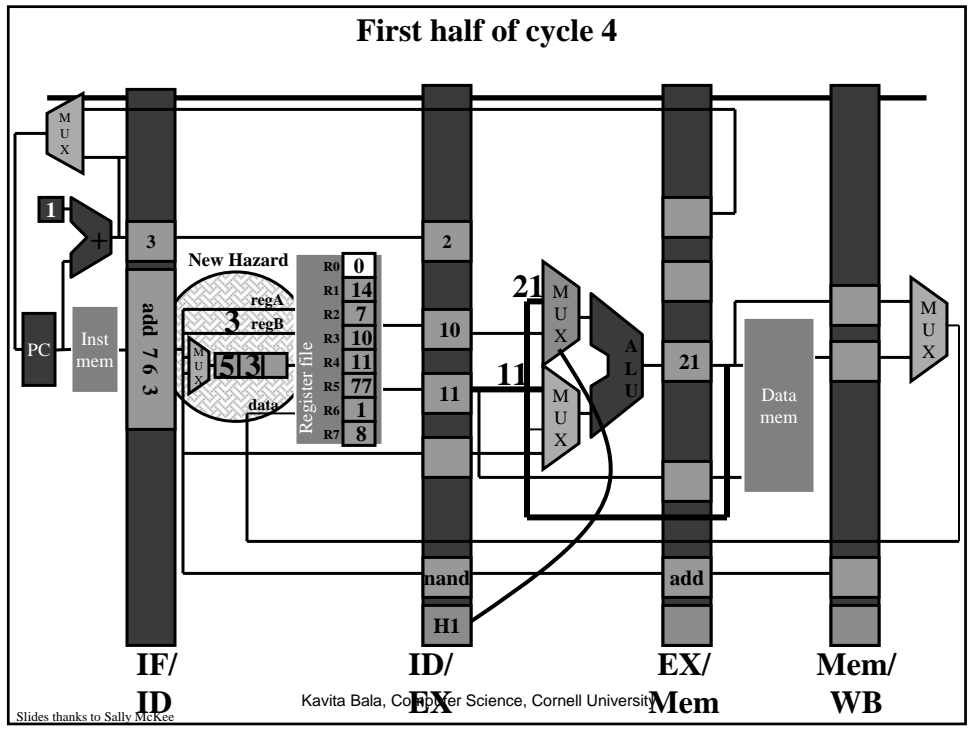 First half of cycle 4
M
U
X
1
+
3
2
New Hazard
R0 0
regA
R1 14
3
R2 7
regB
R3 10
10
PC
Inst
mem
add 7 6 3
M
U
X
5 3
R4 11
R5 77
data
R6 1
R7 8
Register file
11
21
M
U
X
11
M
U
X
A
L
U
21
Data
mem
M
U
X
nand
add
H1
IF/
ID
ID/
EX
EX/
Mem
Mem/
WB
Kavita Bala, Computer Science, Cornell University
Slides thanks to Sally McKee